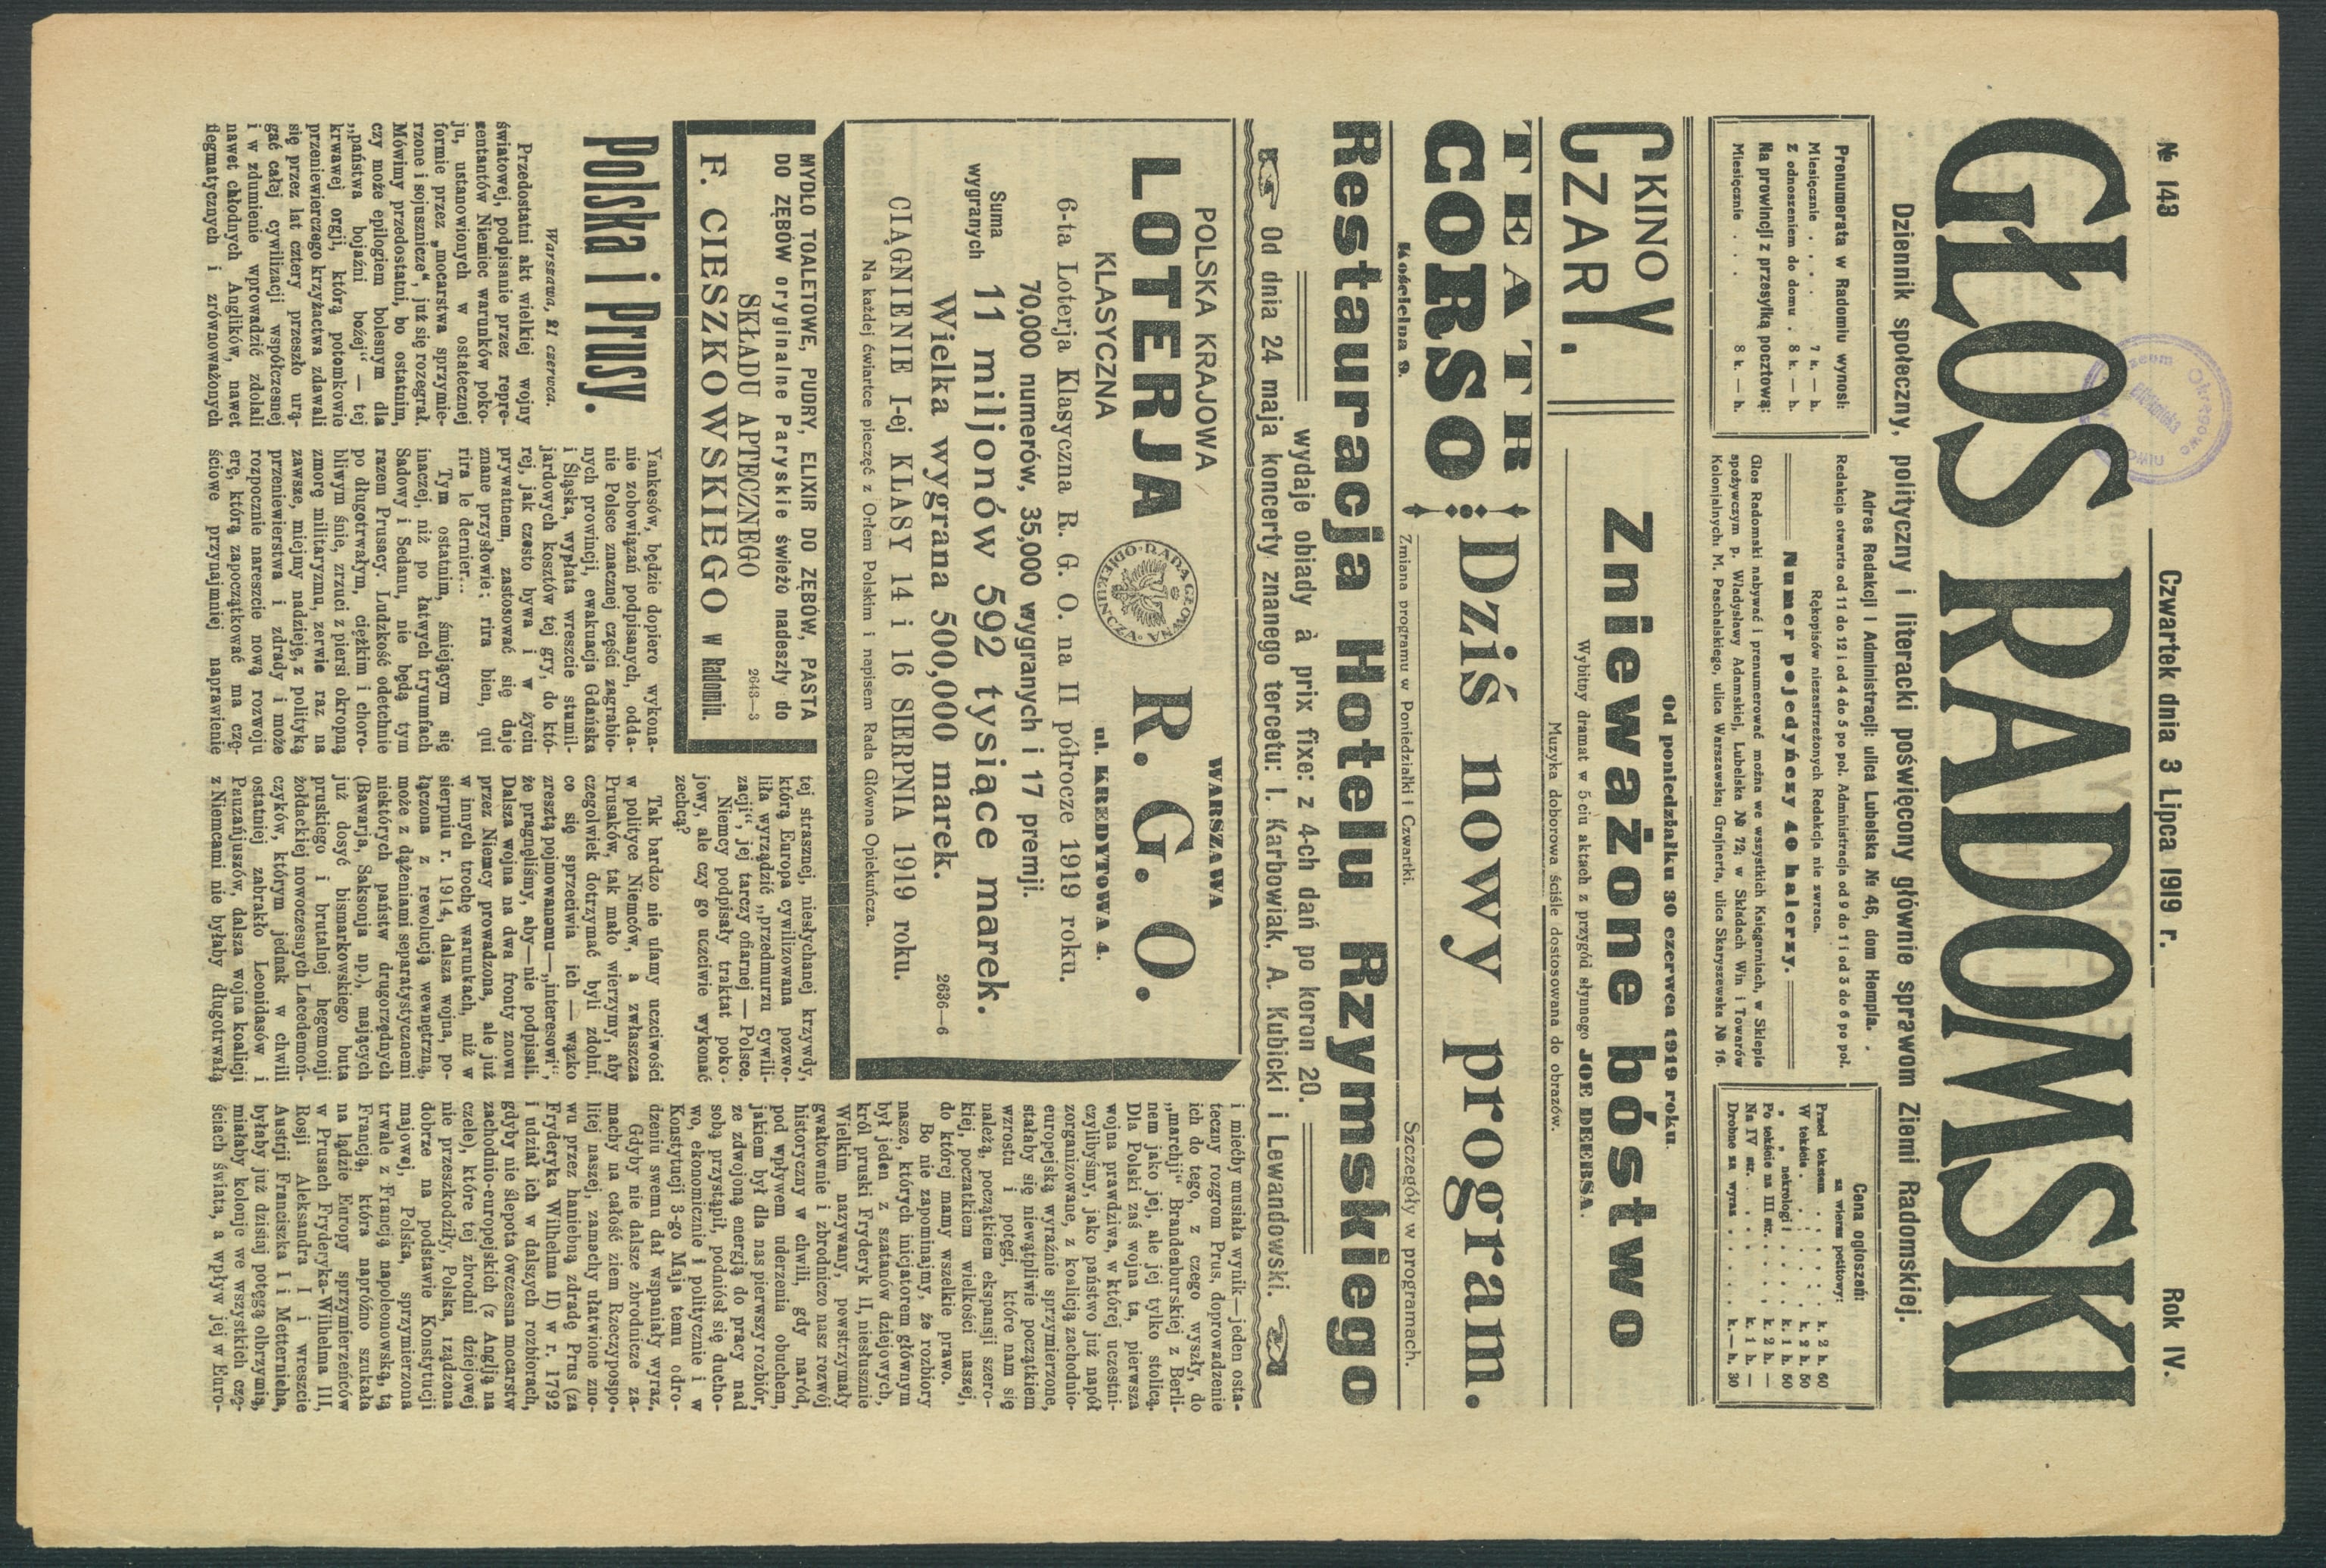 № 143
Czwartek dnia 3 Lipca 1919 r.
Rok IV.
GŁOS RADOMSKI
Dziennik społeczny, polityczny i literacki poświęcony głównie sprawom Ziemi Radomskiej.
Prenumerata w Radomiu wynosi:
Miesięcznie . . . . 7 k. — h.
Z odnoszeniem do domu . 8 k. — h.
Na prowincji z przesyłką pocztową:
Miesięcznie . . . . 8 k. — h.
Adres Redakcji i Administracji: ulica Lubelska № 46, dom Hempla.
Redakcja otwarta od 11 do 12 i od 4 do 5 po pol. Administracja od 9 do 1 i od 3 do 6 po pol.
Rękopisów niezastrzeżonych Redakcja nie zwraca.
Numer pojedyńczy 40 halerzy.
Głos Radomski nabywać i prenumerować można we wszystkich Księgarniach, w Sklepie
spożywczym p. Władysławy Adamskiej, Lubelska № 72; w Składach Win i Towarów
Kolonjalnych: M. Paschalskiego, ulica Warszawska; Grajnerta, ulica Skaryszewska № 16.
Cena ogłoszeń:
za wiersz petitowy:
Przed tekstem . . . . k. 2 h. 60
W tekście . . . . . k. 2 h. 50
„ „ nekrologi . . . k. 1 h. 50
Po tekście na III str. . . . k. 2 h. —
Na IV str. . . . . . k. 1 h. —
Drobne za wyraz . . . . . k. — h. 30
KINO
CZARY.
Od poniedziałku 30 czerwca 1919 roku.
Znieważone bóstwo
Wybitny dramat w 5-ciu aktach z przygód słynnego JOE DEEBSA.
Muzyka doborowa ściśle dostosowana do obrazów.
TEATR
CORSO
Kościelna 9.
Dziś nowy program.
Zmiana programu w Poniedziałki i Czwartki.
Szczegóły w programach.
Restauracja Hotelu Rzymskiego
wydaje obiady à prix fixe: z 4-ch dań po koron 20.
Od dnia 24 maja koncerty znanego tercetu: I. Karbowiak. A. Kubicki i Lewandowski.
POLSKA KRAJOWA
WARSZAWA
LOTERJA R. G. O.
RADA GŁÓWNA OPIEKUŃCZA
KLASYCZNA
ul. KREDYTOWA 4.
6-ta Loterja Klasyczna R. G. O. na II półrocze 1919 roku.
70,000 numerów, 35,000 wygranych i 17 premji.
Suma
wygranych 11 miljonów 592 tysiące marek.
Wielka wygrana 500,000 marek.
2636—6
CIĄGNIENIE I-ej KLASY 14 i 16 SIERPNIA 1919 roku.
Na każdej ćwiartce pieczęć z Orłem Polskim i napisem Rada Główna Opiekuńcza.
MYDŁO TOALETOWE, PUDRY, ELIXIR DO ZĘBÓW, PASTA
DO ZĘBÓW oryginalne Paryskie świeżo nadeszły do
SKŁADU APTECZNEGO
2643—3
F. CIESZKOWSKIEGO w Radomiu.
Polska i Prusy.
Warszawa, 21 czerwca.
Przedostatni akt wielkiej wojny
światowej, podpisanie przez repre-
zentantów Niemiec warunków poko-
ju, ustanowionych w ostatecznej
formie przez „mocarstwa sprzymie-
rzone i sojusznicze“, już się rozegrał.
Mówimy przedostatni, bo ostatnim,
czy może epilogiem bolesnym dla
„państwa bojaźni bożej“ — tej
krwawej orgji, którą potomkowie
przeniewierczego krzyżactwa zdawali
się przez lat cztery przeszło urą-
gać całej cywilizacji współczesnej
i w zdumienie wprowadzić zdołali
nawet chłodnych Anglików, nawet
flegmatycznych i zrównoważonych
Yankesów, będzie dopiero wykona-
nie zobowiązań podpisanych, odda-
nie Polsce znacznej części zagrabio-
nych prowincji, ewakuacja Gdańska
i Śląska, wypłata wreszcie stumil-
jardowych kosztów tej gry, do któ-
rej, jak często bywa i w życiu
prywatnem, zastosować się daje
znane przysłowie: rira bien, qui
rira le dernier...
Tym ostatnim, śmiejącym się
inaczej, niż po łatwych tryumfach
Sadowy i Sedanu, nie będą tym
razem Prusacy. Ludzkość odetchnie
po długotrwałym, ciężkim i choro-
bliwym śnie, zrzuci z piersi okropną
zmorę militaryzmu, zerwie raz na
zawsze, miejmy nadzieję, z polityką
przeniewierstwa i zdrady i może
rozpocznie nareszcie nową rozwoju
erę, którą zapoczątkować ma czę-
ściowe przynajmniej naprawienie
tej strasznej, niesłychanej krzywdy,
którą Europa cywilizowana pozwo-
liła wyrządzić „przedmurzu cywili-
zacji“, jej tarczy ofiarnej — Polsce.
Niemcy podpisały traktat poko-
jowy, ale czy go uczciwie wykonać
zechcą?
Tak bardzo nie ufamy uczciwości
w polityce Niemców, a zwłaszcza
Prusaków, tak mało wierzymy, aby
czegolwiek dotrzymać byli zdolni,
co się sprzeciwia ich — wązko
zresztą pojmowanemu—„interesowi“,
że pragnęliśmy, aby—nie podpisali.
Dalsza wojna na dwa fronty znowu
przez Niemcy prowadzona, ale już
w innych trochę warunkach, niż w
sierpniu r. 1914, dalsza wojna, po-
łączona z rewolucją wewnętrzną,
może z dążeniami separatystycznemi
niektórych państw drugorzędnych
(Bawarja, Saksonja np.), mających
już dosyć bismarkowskiego buta
pruskiego i brutalnej hegemonji
żołdackiej nowoczesnych Lacedemoń-
czyków, którym jednak w chwili
ostatniej zabrakło Leonidasów i
Pauzanjuszów, dalsza wojna koalicji
z Niemcami nie byłaby długotrwałą
i miećby musiała wynik—jeden osta-
teczny rozgrom Prus, doprowadzenie
ich do tego, z czego wyszły, do
„marchji“ Brandenburskiej z Berli-
nem jako jej, ale jej tylko stolicą.
Dla Polski zaś wojna ta, pierwsza
wojna prawdziwa, w której uczestni-
czylibyśmy, jako państwo już napół
zorganizowane, z koalicją zachodnio-
europejską wyraźnie sprzymierzone,
stałaby się niewątpliwie początkiem
wzrostu i potęgi, które nam się
należą, początkiem ekspansji szero-
kiej, początkiem wielkości naszej,
do której mamy wszelkie prawo.
Bo nie zapominajmy, że rozbiory
nasze, których inicjatorem głównym
był jeden z szatanów dziejowych,
król pruski Fryderyk II, niesłusznie
Wielkim nazywany, powstrzymały
gwałtownie i zbrodniczo nasz rozwój
historyczny w chwili, gdy naród,
pod wpływem uderzenia obuchem,
jakiem był dla nas pierwszy rozbiór,
ze zdwojoną energją do pracy nad
sobą przystąpił, podniósł się ducho-
wo, ekonomicznie i politycznie i w
Konstytucji 3-go Maja temu odro-
dzeniu swemu dał wspaniały wyraz.
Gdyby nie dalsze zbrodnicze za-
machy na całość ziem Rzeczypospo-
litej naszej, zamachy ułatwione zno-
wu przez haniebną zdradę Prus (za
Fryderyka Wilhelma II) w r. 1792
i udział ich w dalszych rozbiorach,
gdyby nie ślepota ówczesna mocarstw
zachodnio-europejskich (z Anglją na
czele), które tej zbrodni dziejowej
nie przeszkodziły, Polska, rządzona
dobrze na podstawie Konstytucji
majowej, Polska, sprzymierzona
trwale z Francją napoleonowską, tą
Francją, która napróżno szukała
na lądzie Europy sprzymierzeńców
w Prusach Fryderyka-Wilhelma III,
Rosji Aleksandra I i wreszcie
Austrji Franciszka I i Metternicha,
byłaby już dzisiaj potęgą olbrzymią,
miałaby kolonje we wszystkich czę-
ściach świata, a wpływ jej w Euro-